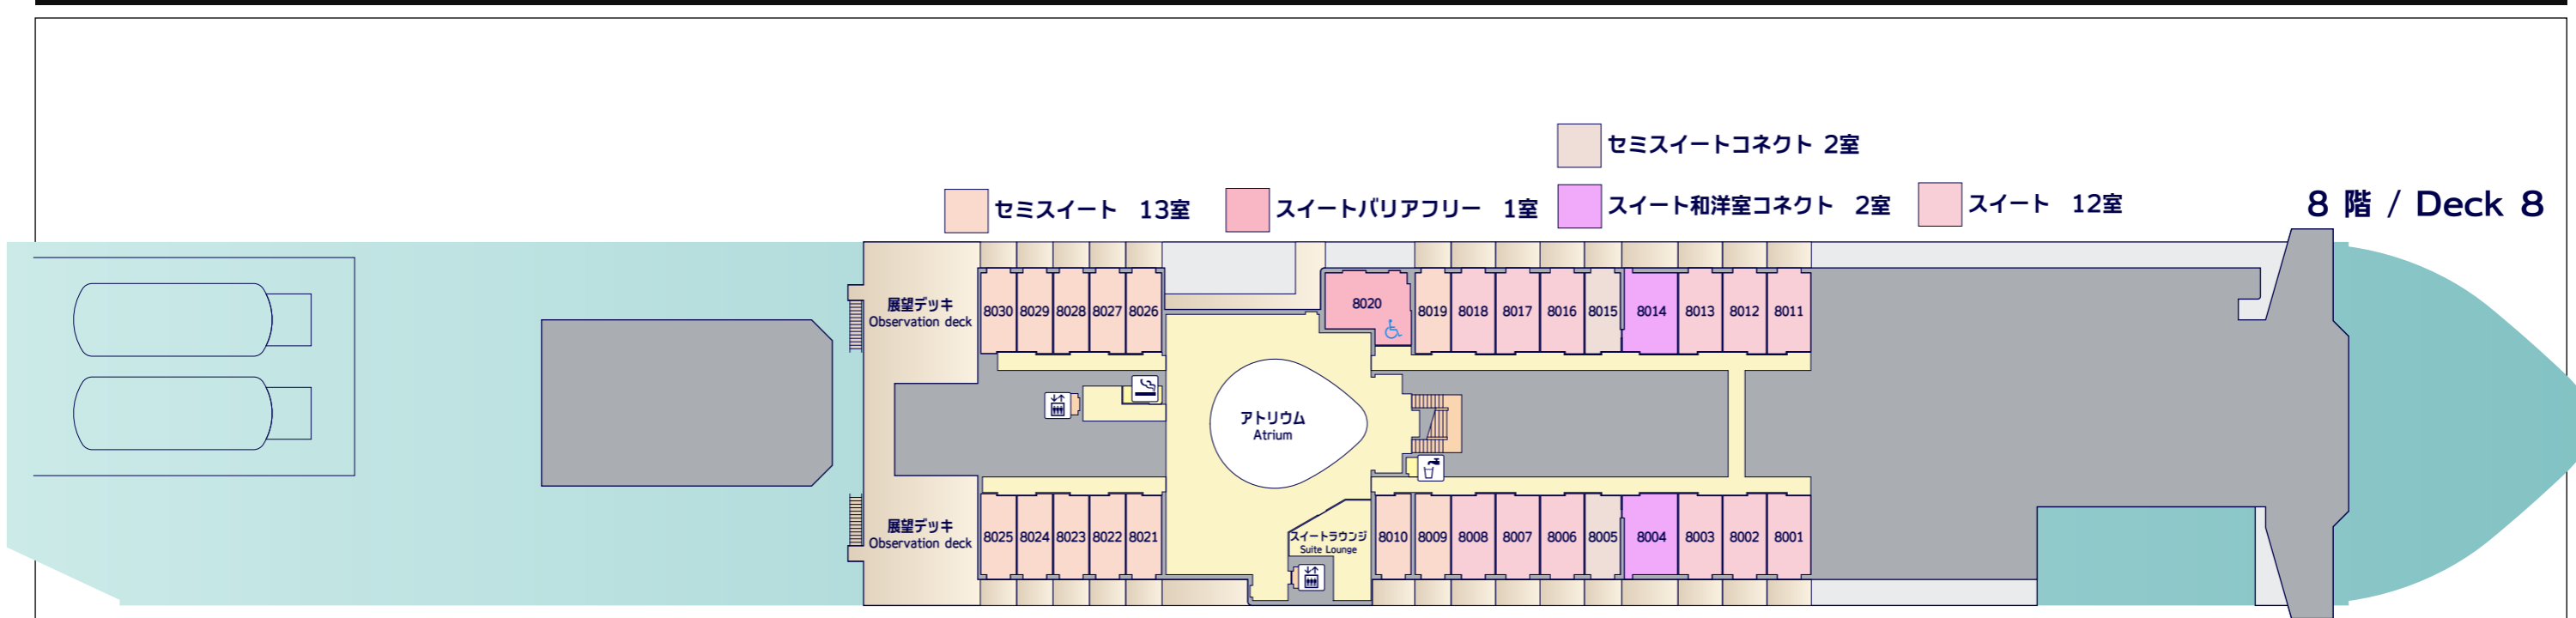 セミスイートコネクト 2室
セミスイート 13室
スイートバリアフリー 1室
スイート和洋室コネクト 2室
スイート 12室
8 階 / Deck 8
展望デッキ
Observation deck
8030 8029 8028 8027 8026
8020
8019 8018 8017 8016 8015 8014 8013 8012 8011
アトリウム
Atrium
展望デッキ
Observation deck
8025 8024 8023 8022 8021
スイートラウンジ
Suite Lounge
8010 8009 8008 8007 8006 8005 8004 8003 8002 8001